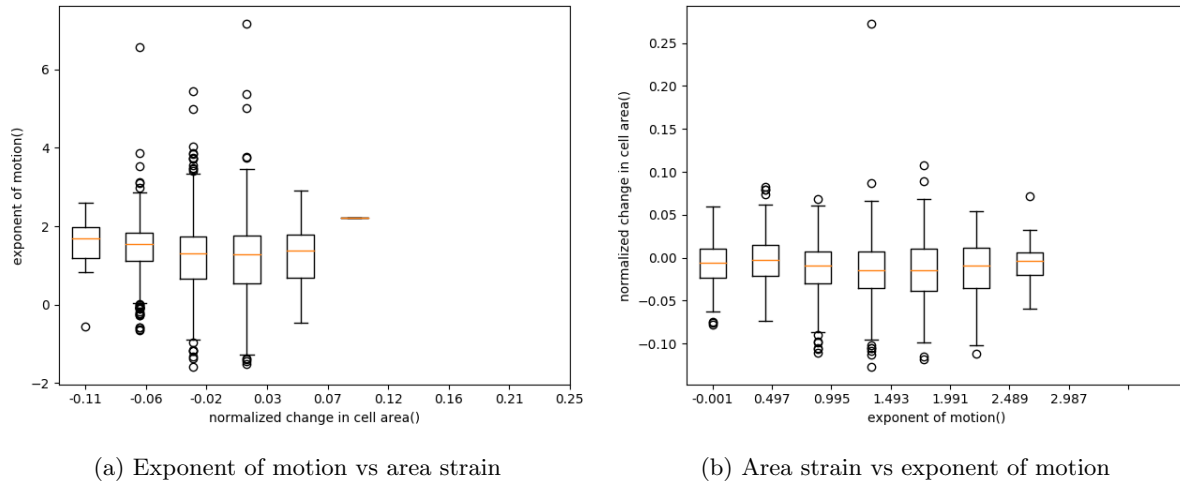 6
4
2
0
−2
exponent of motion()
-0.11 -0.06 -0.02 0.03 0.07 0.12 0.16 0.21 0.25
normalized change in cell area()
(a) Exponent of motion vs area strain
0.25
0.20
0.15
0.10
0.05
0.00
−0.05
−0.10
normalized change in cell area()
-0.001 0.497 0.995 1.493 1.991 2.489 2.987
exponent of motion()
(b) Area strain vs exponent of motion